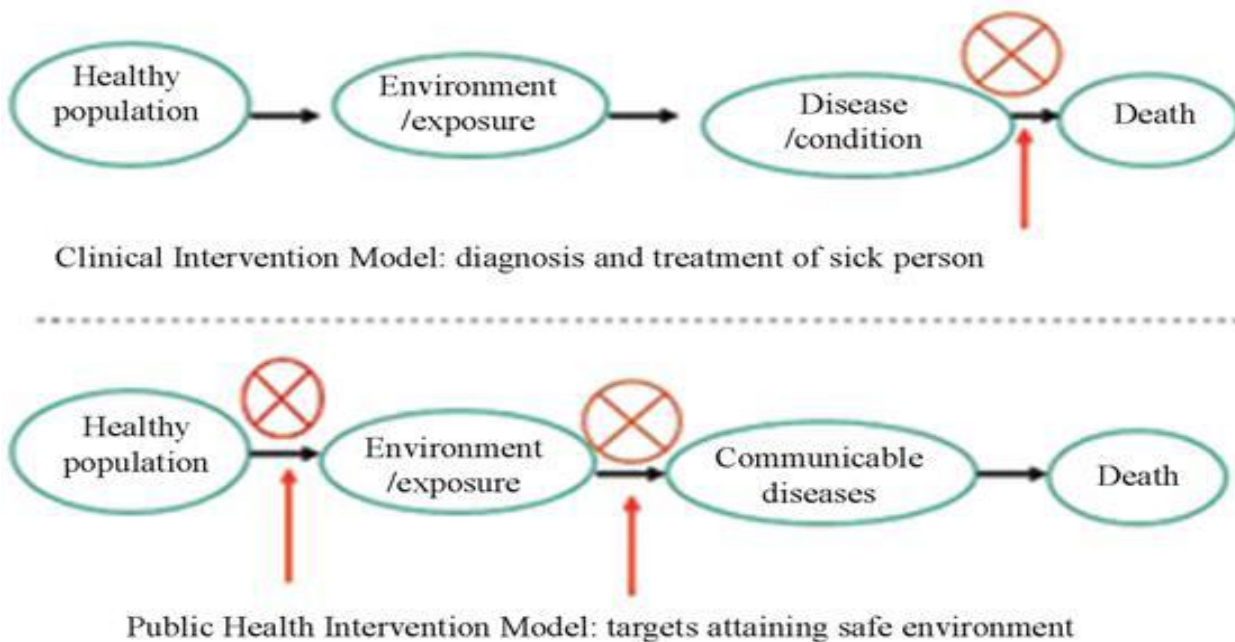 Healthy
population
Environment
/exposure
Disease
/condition
Death
Clinical Intervention Model: diagnosis and treatment of sick person
Healthy
population
Environment
/exposure
Communicable
diseases
Death
Public Health Intervention Model: targets attaining safe environment